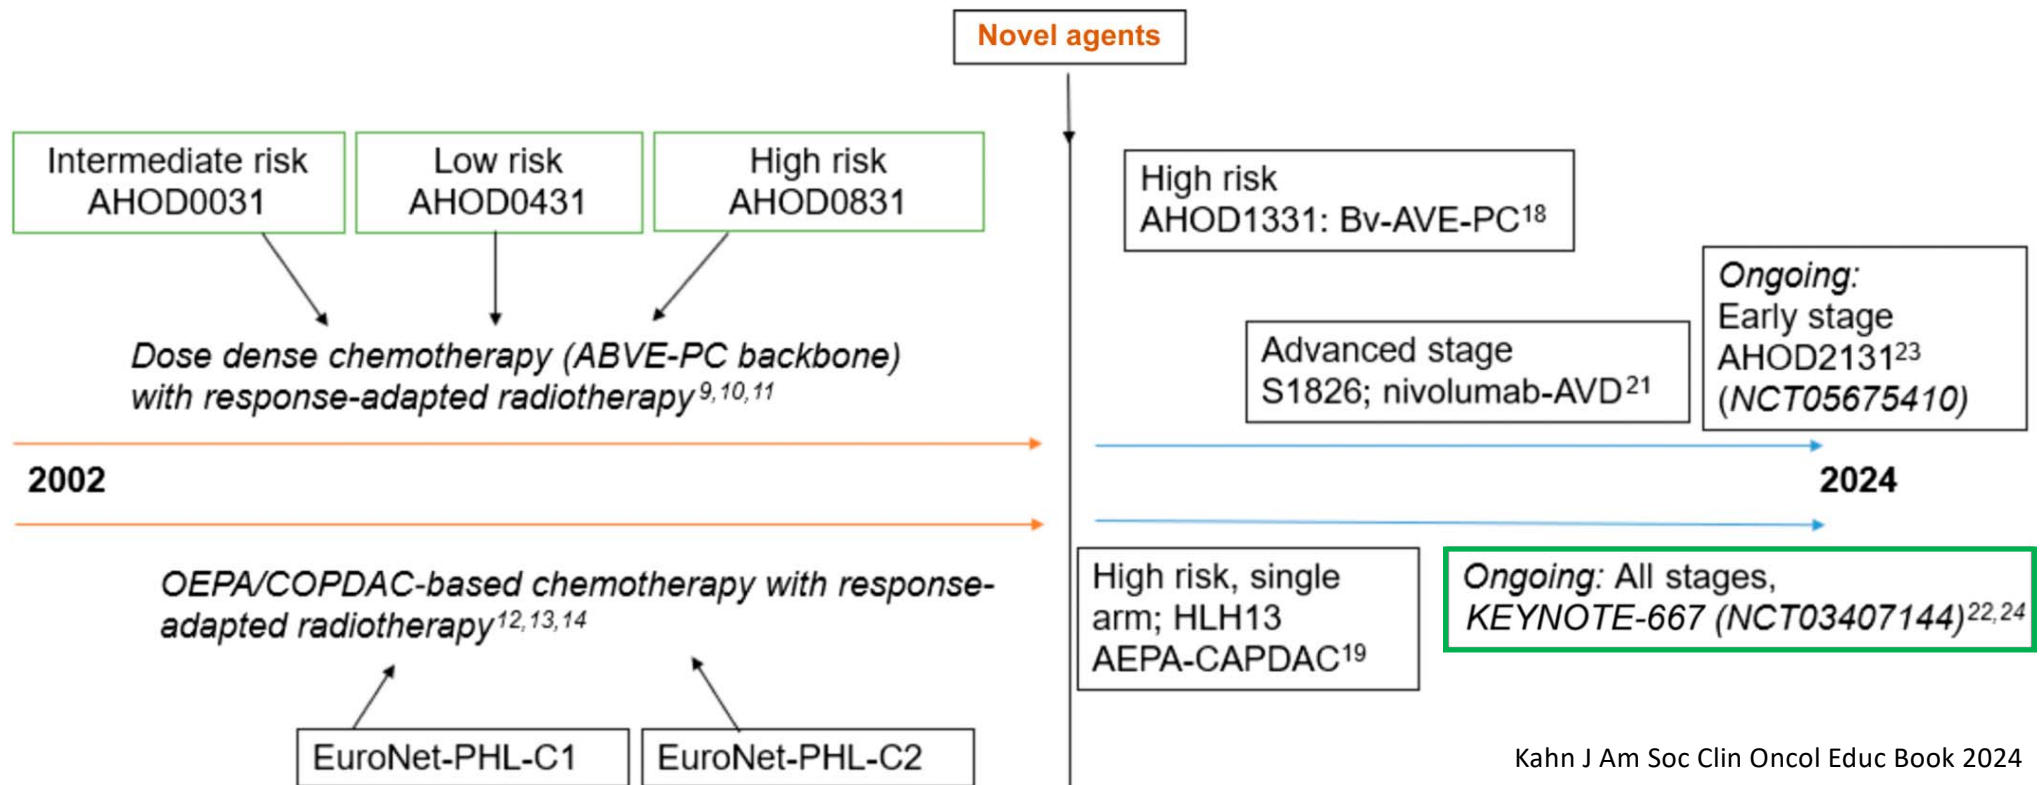 Novel agents
Intermediate risk
AHOD0031
Low risk
AHOD0431
High risk
AHOD0831
High risk
AHOD1331: Bv-AVE-PC18
Dose dense chemotherapy (ABVE-PC backbone)
with response-adapted radiotherapy9,10,11
Advanced stage
S1826; nivolumab-AVD21
Ongoing:
Early stage
AHOD213123
(NCT05675410)
2002
2024
OEPA/COPDAC-based chemotherapy with response-
adapted radiotherapy12,13,14
High risk, single
arm; HLH13
AEPA-CAPDAC19
Ongoing: All stages,
KEYNOTE-667 (NCT03407144)22,24
EuroNet-PHL-C1
EuroNet-PHL-C2
Kahn J Am Soc Clin Oncol Educ Book 2024